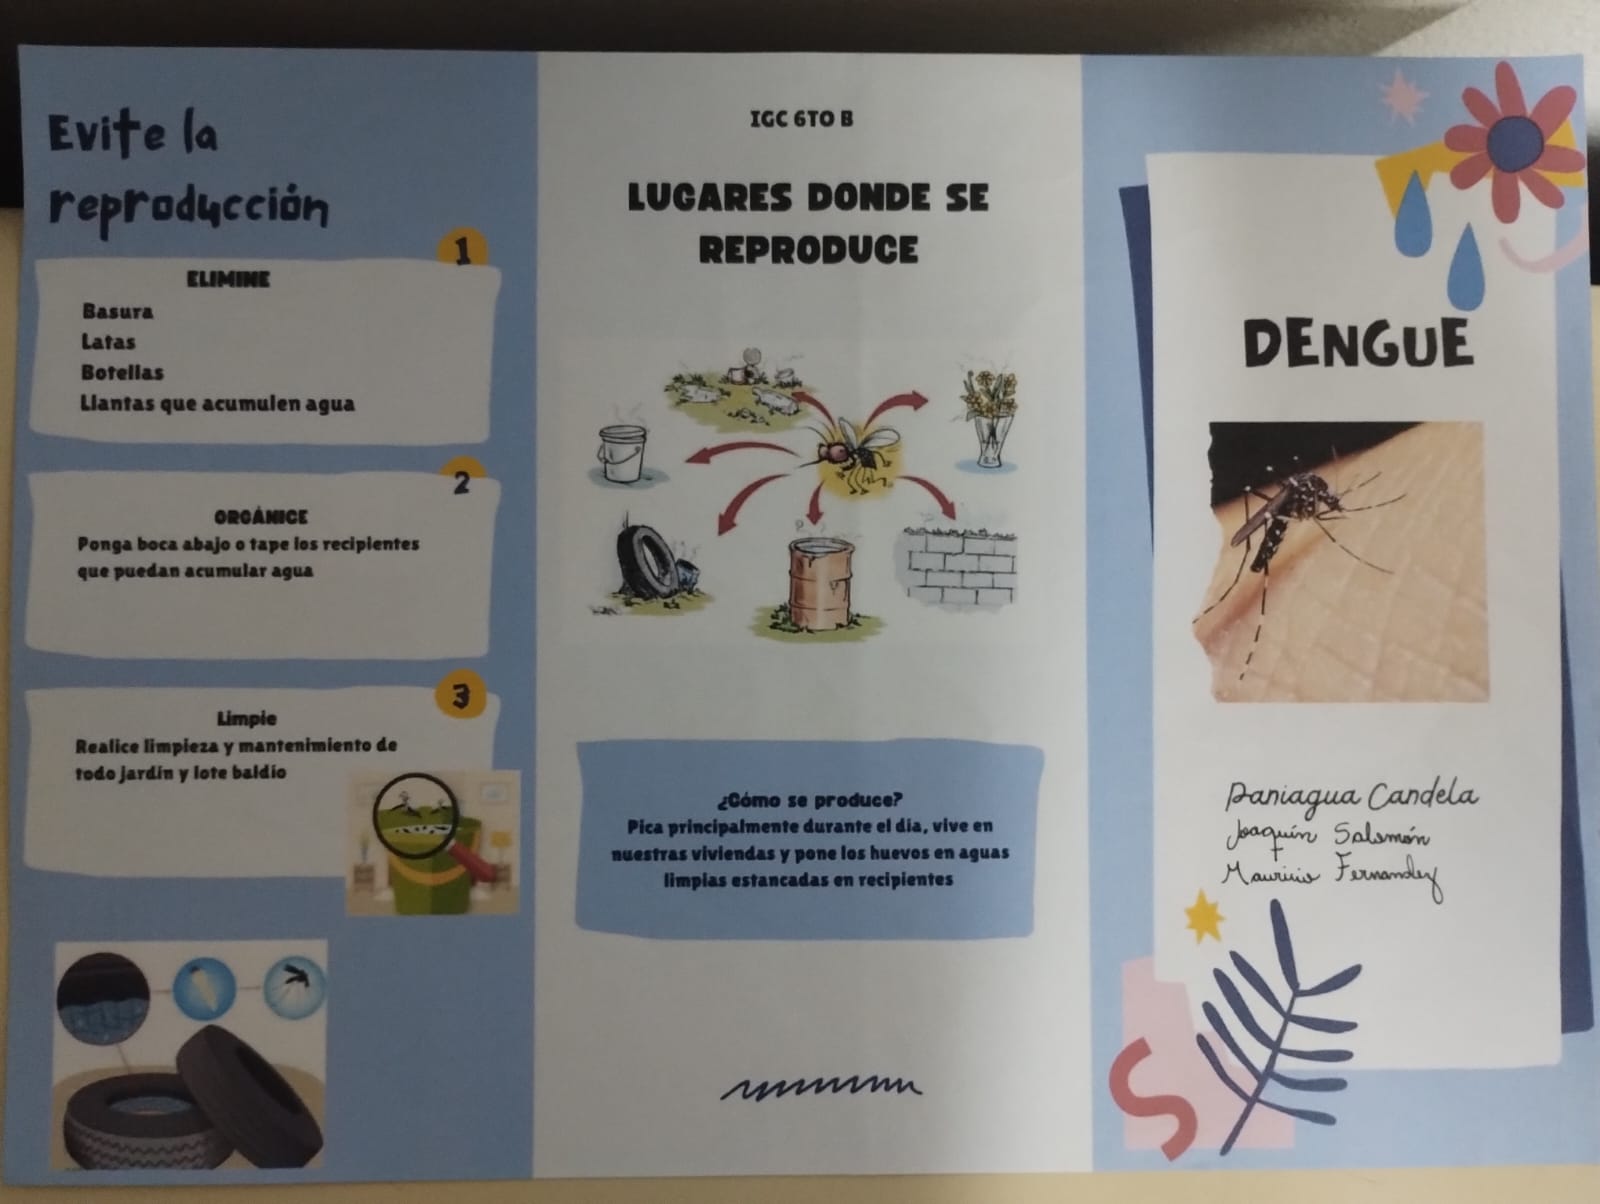 Evite la
reproducción
1
ELIMINE
Basura
Latas
Botellas
Llantas que acumulen agua
2
ORGÁNICE
Ponga boca abajo o tape los recipientes
que puedan acumular agua
3
Limpie
Realice limpieza y mantenimiento de
todo jardín y lote baldío
IGC 6TO B
LUGARES DONDE SE
REPRODUCE
¿Cómo se produce?
Pica principalmente durante el día, vive en
nuestras viviendas y pone los huevos en aguas
limpias estancadas en recipientes
DENGUE
Paniagua Candela
Joaquín Salomón
Mauricio Fernandez